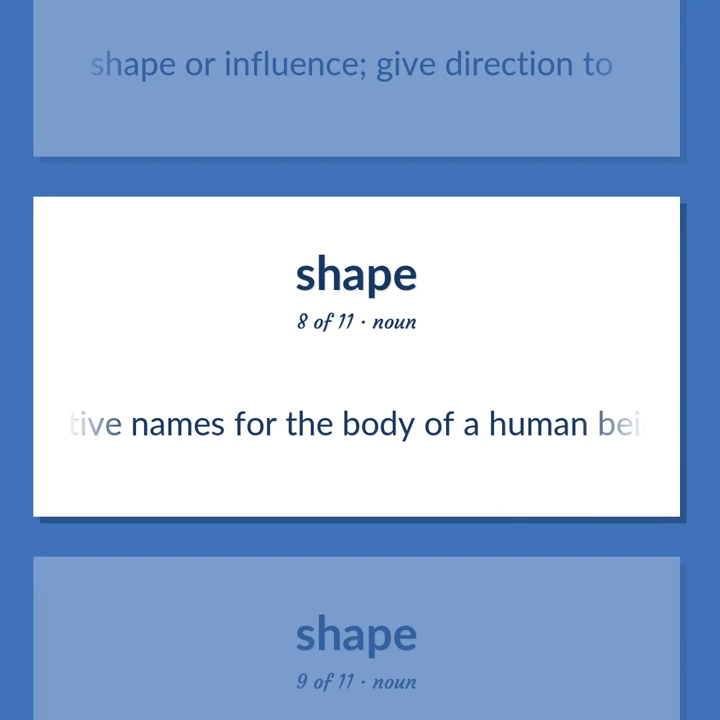 shape or influence; give direction to
shape
8 of 11 · noun
tive names for the body of a human bei
shape
9 of 11 · noun